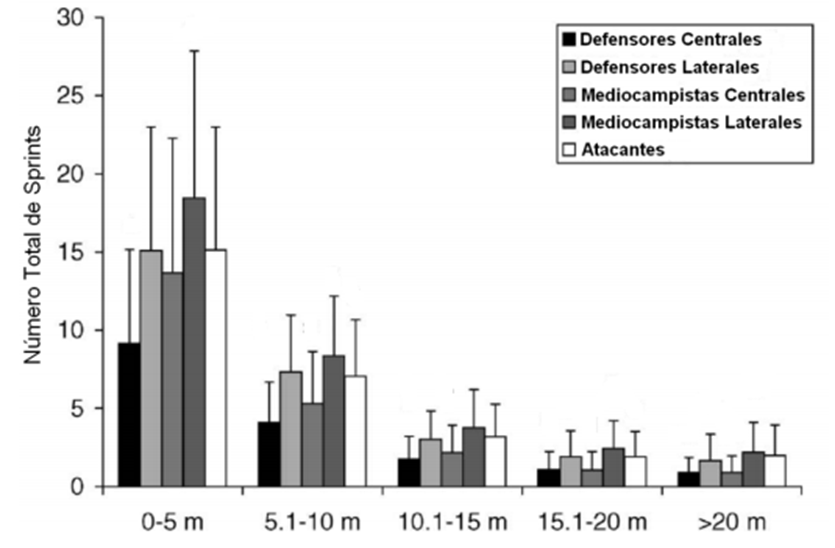 30
25
20
15
10
5
0
Número Total de Sprints
Defensores Centrales
Defensores Laterales
Mediocampistas Centrales
Mediocampistas Laterales
Atacantes
0-5 m 5.1-10 m 10.1-15 m 15.1-20 m >20 m